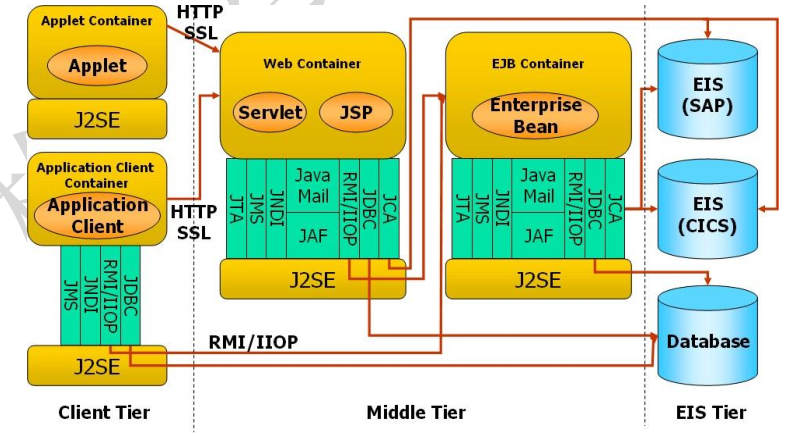 Applet Container
Applet
J2SE
HTTP
SSL
Application Client
Container
Application
Client
HTTP
SSL
JMS
JNDI
RMI/IIOP
JDBC
J2SE
Client Tier
Web Container
Servlet
JSP
JTA
JMS
JNDI
Java
Mail
JAF
RMI/IIOP
JDBC
JCA
J2SE
RMI/IIOP
EJB Container
Enterprise
Bean
JTA
JMS
JNDI
Java
Mail
JAF
RMI/IIOP
JDBC
JCA
J2SE
Middle Tier
EIS
(SAP)
EIS
(CICS)
Database
EIS Tier